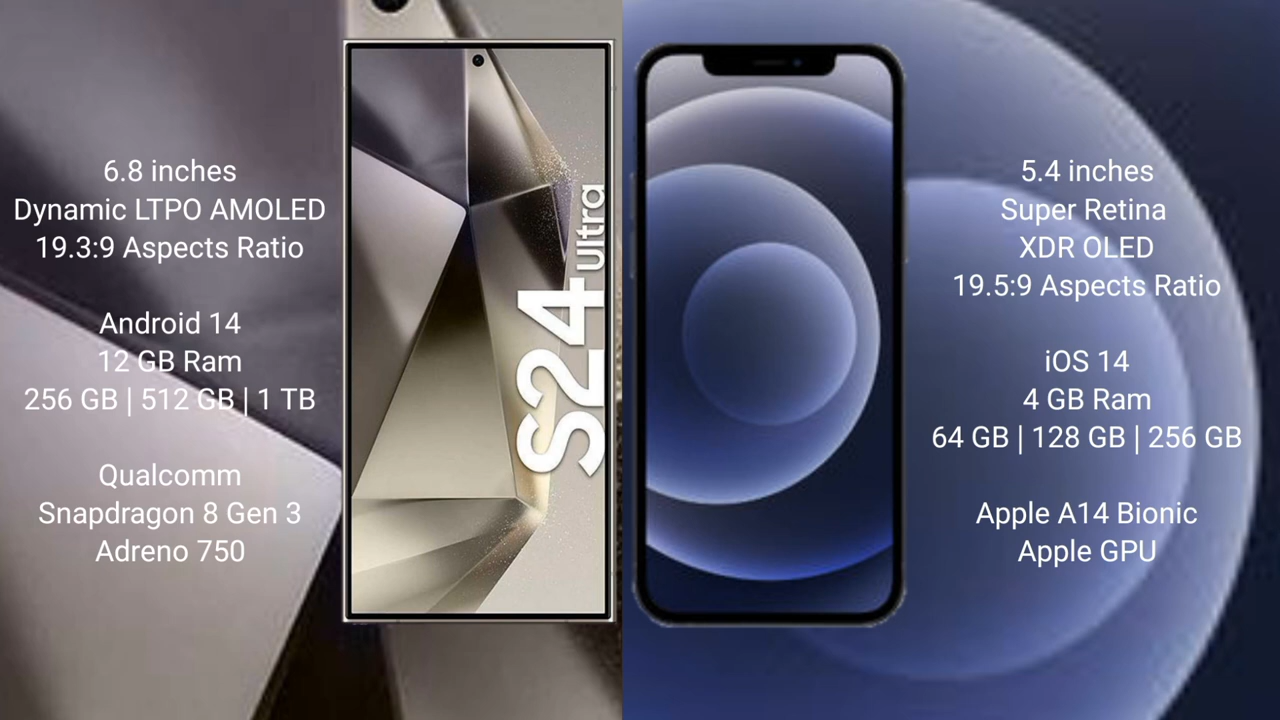 6.8 inches
Dynamic LTPO AMOLED
19.3:9 Aspects Ratio
Android 14
12 GB Ram
256 GB | 512 GB | 1 TB
Qualcomm
Snapdragon 8 Gen 3
Adreno 750
S24 ultra
5.4 inches
Super Retina
XDR OLED
19.5:9 Aspects Ratio
iOS 14
4 GB Ram
64 GB | 128 GB | 256 GB
Apple A14 Bionic
Apple GPU